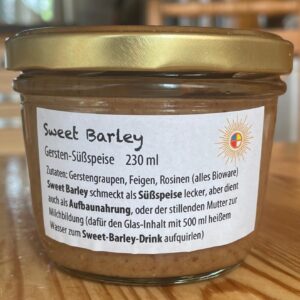 Sweet Barley
Gersten-Süßspeise 230 ml
Zutaten: Gerstengraupen, Feigen, Rosinen (alles Bioware)
Sweet Barley schmeckt als Süßspeise lecker, aber dient
auch als Aufbaunahrung, oder der stillenden Mutter zur
Milchbildung (dafür den Glas-Inhalt mit 500 ml heißem
Wasser zum Sweet-Barley-Drink aufquirlen)